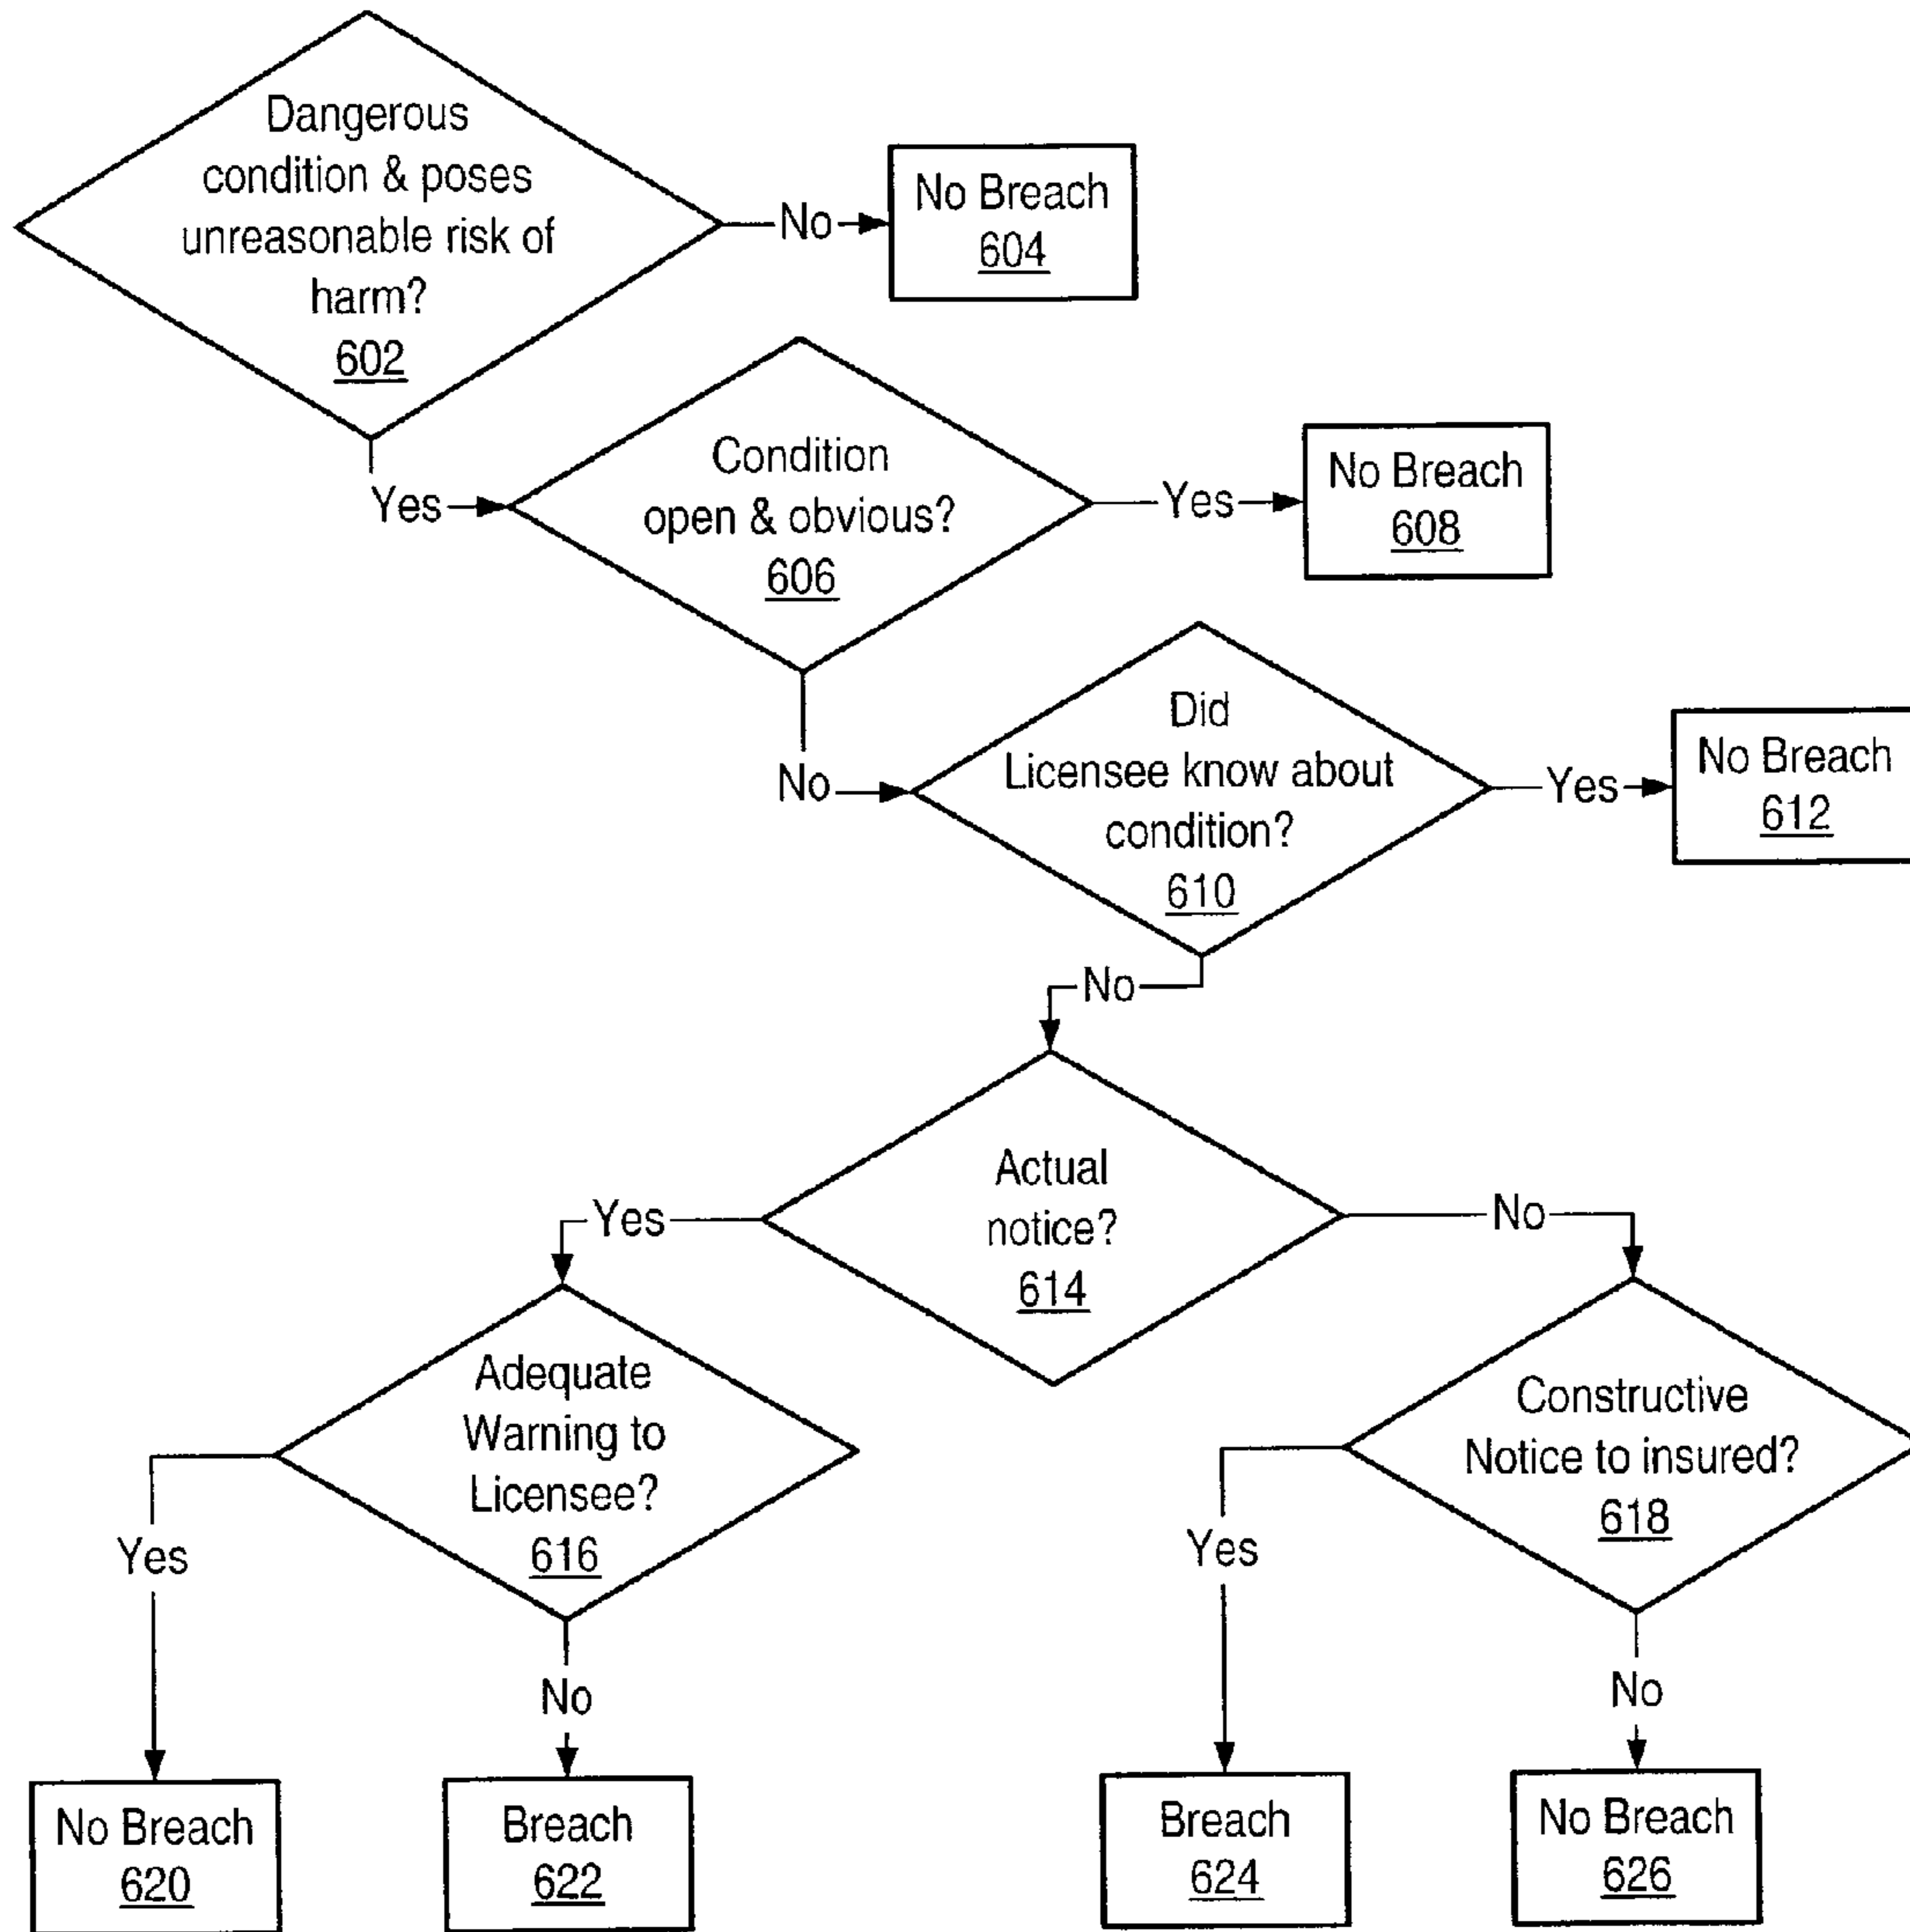 Dangerous
condition & poses
unreasonable risk of
harm?
602
No
No Breach
604
Yes
Condition
open & obvious?
606
Yes
No Breach
608
No
Did
Licensee know about
condition?
610
Yes
No Breach
612
No
Actual
notice?
614
Yes
No
Adequate
Warning to
Licensee?
616
Constructive
Notice to insured?
618
Yes
No
Yes
No
No Breach
620
Breach
622
Breach
624
No Breach
626